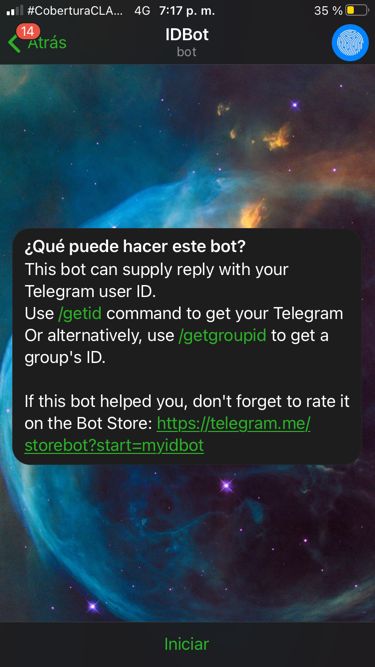 #CoberturaCLA... 4G 7:17 p. m. 35 %
14
Atrás
IDBot
bot
¿Qué puede hacer este bot?
This bot can supply reply with your
Telegram user ID.
Use /getid command to get your Telegram
Or alternatively, use /getgroupid to get a
group's ID.
If this bot helped you, don't forget to rate it
on the Bot Store: https://telegram.me/
storebot?start=myidbot
Iniciar